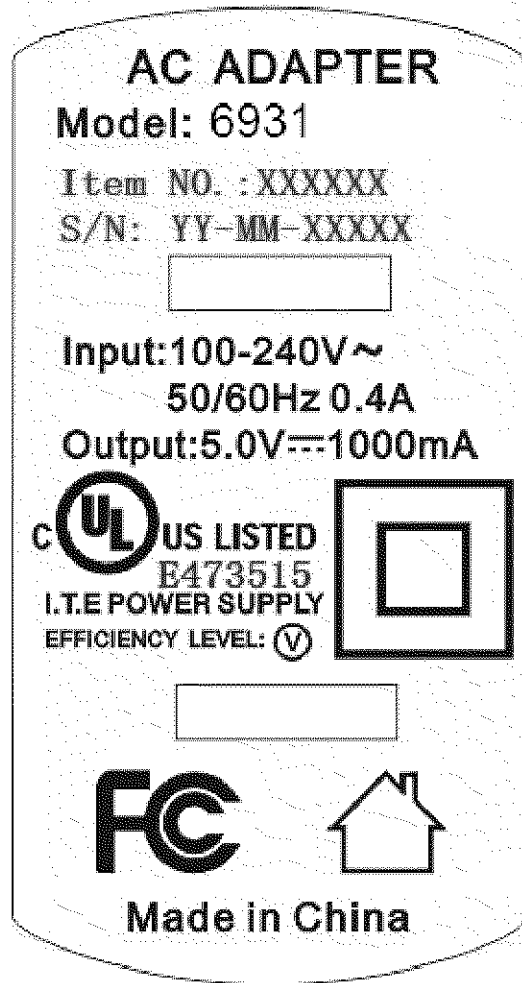 AC ADAPTER
Model: 6931
Item NO.:XXXXXX
S/N: YY-MM-XXXXX
Input:100-240V~
50/60Hz 0.4A
Output:5.0V⎓1000mA
C UL US LISTED
E473515
I.T.E POWER SUPPLY
EFFICIENCY LEVEL: V
FC
Made in China